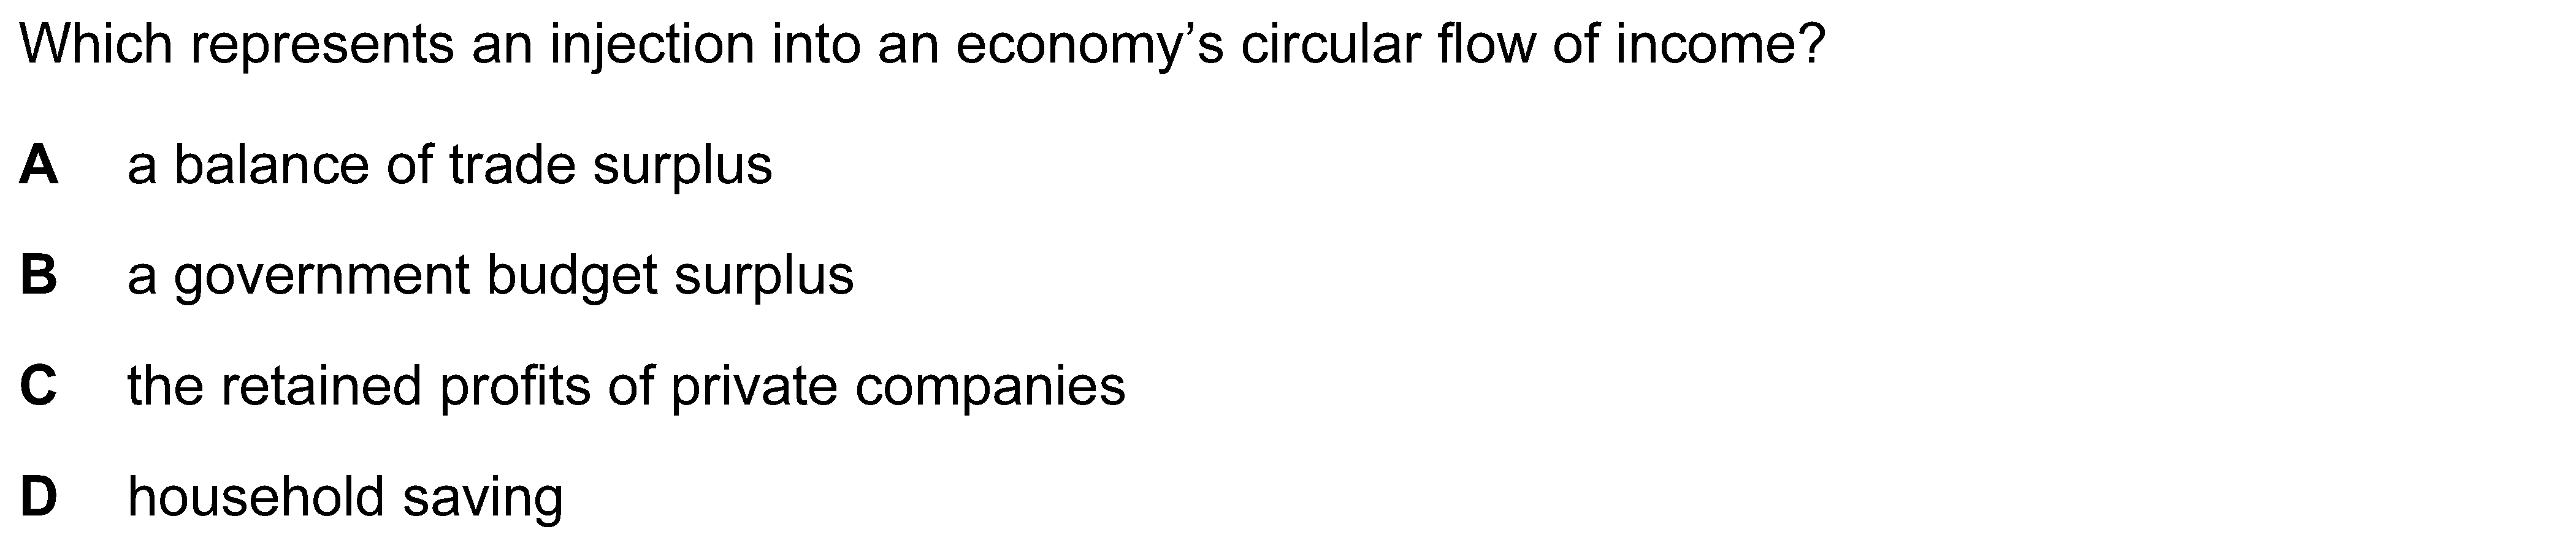 Which represents an injection into an economy’s circular flow of income?
A a balance of trade surplus
B a government budget surplus
C the retained profits of private companies
D household saving